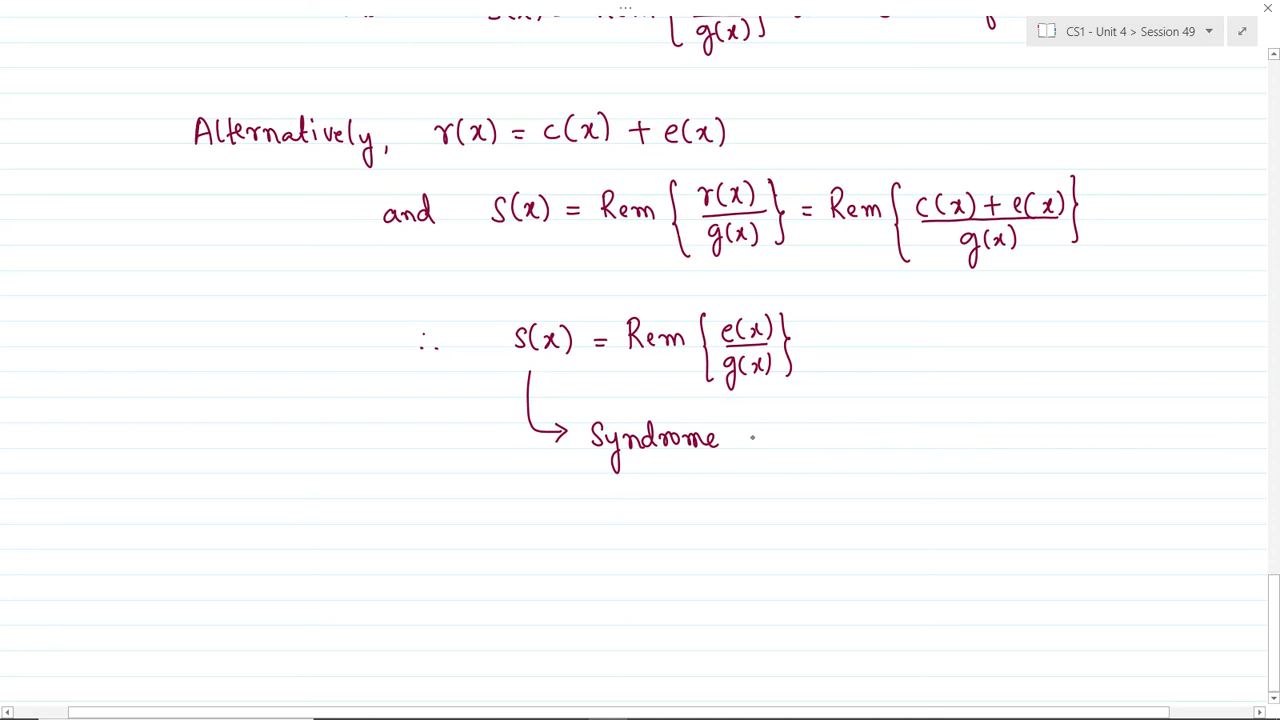 CS1 - Unit 4 > Session 49
g(x)
Alternatively, r(x) = c(x) + e(x)
and S(x) = Rem { r(x) / g(x) } = Rem { c(x) + e(x) / g(x) }
∴ S(x) = Rem { e(x) / g(x) }
Syndrome